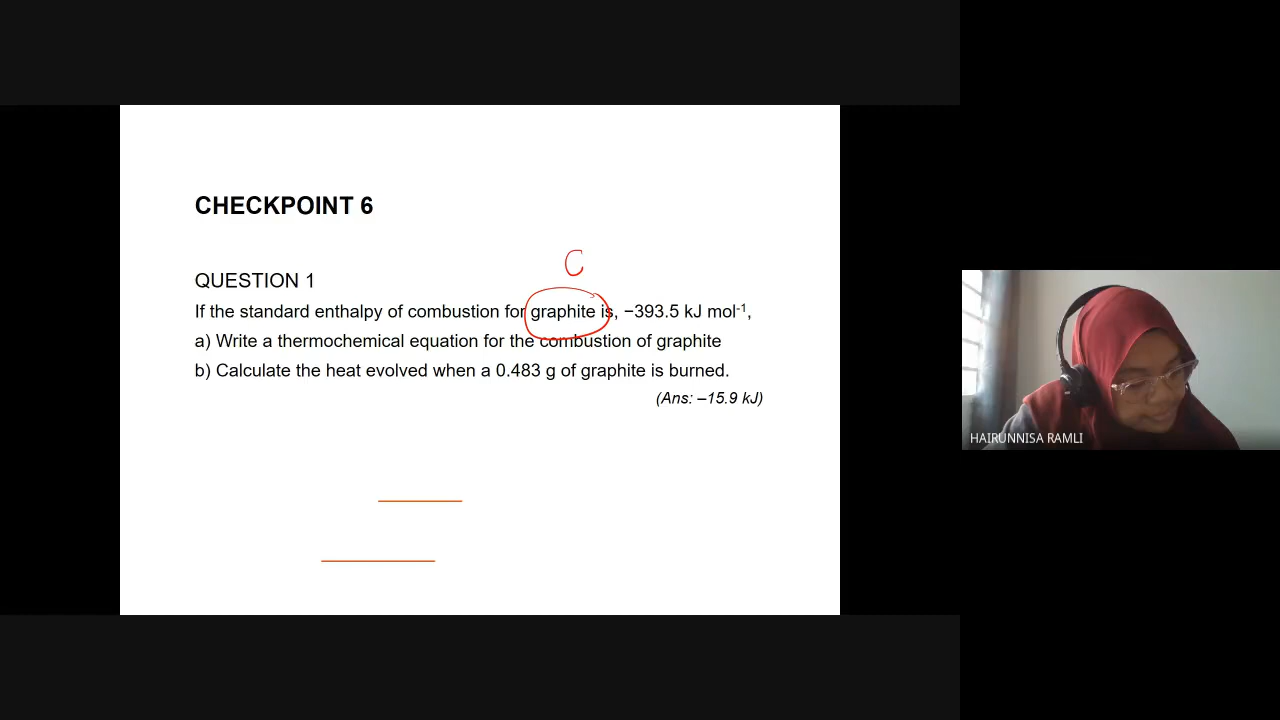 CHECKPOINT 6
QUESTION 1
C
If the standard enthalpy of combustion for graphite is, −393.5 kJ mol⁻¹,
a) Write a thermochemical equation for the combustion of graphite
b) Calculate the heat evolved when a 0.483 g of graphite is burned.
(Ans: –15.9 kJ)
HAIRUNNISA RAMLI